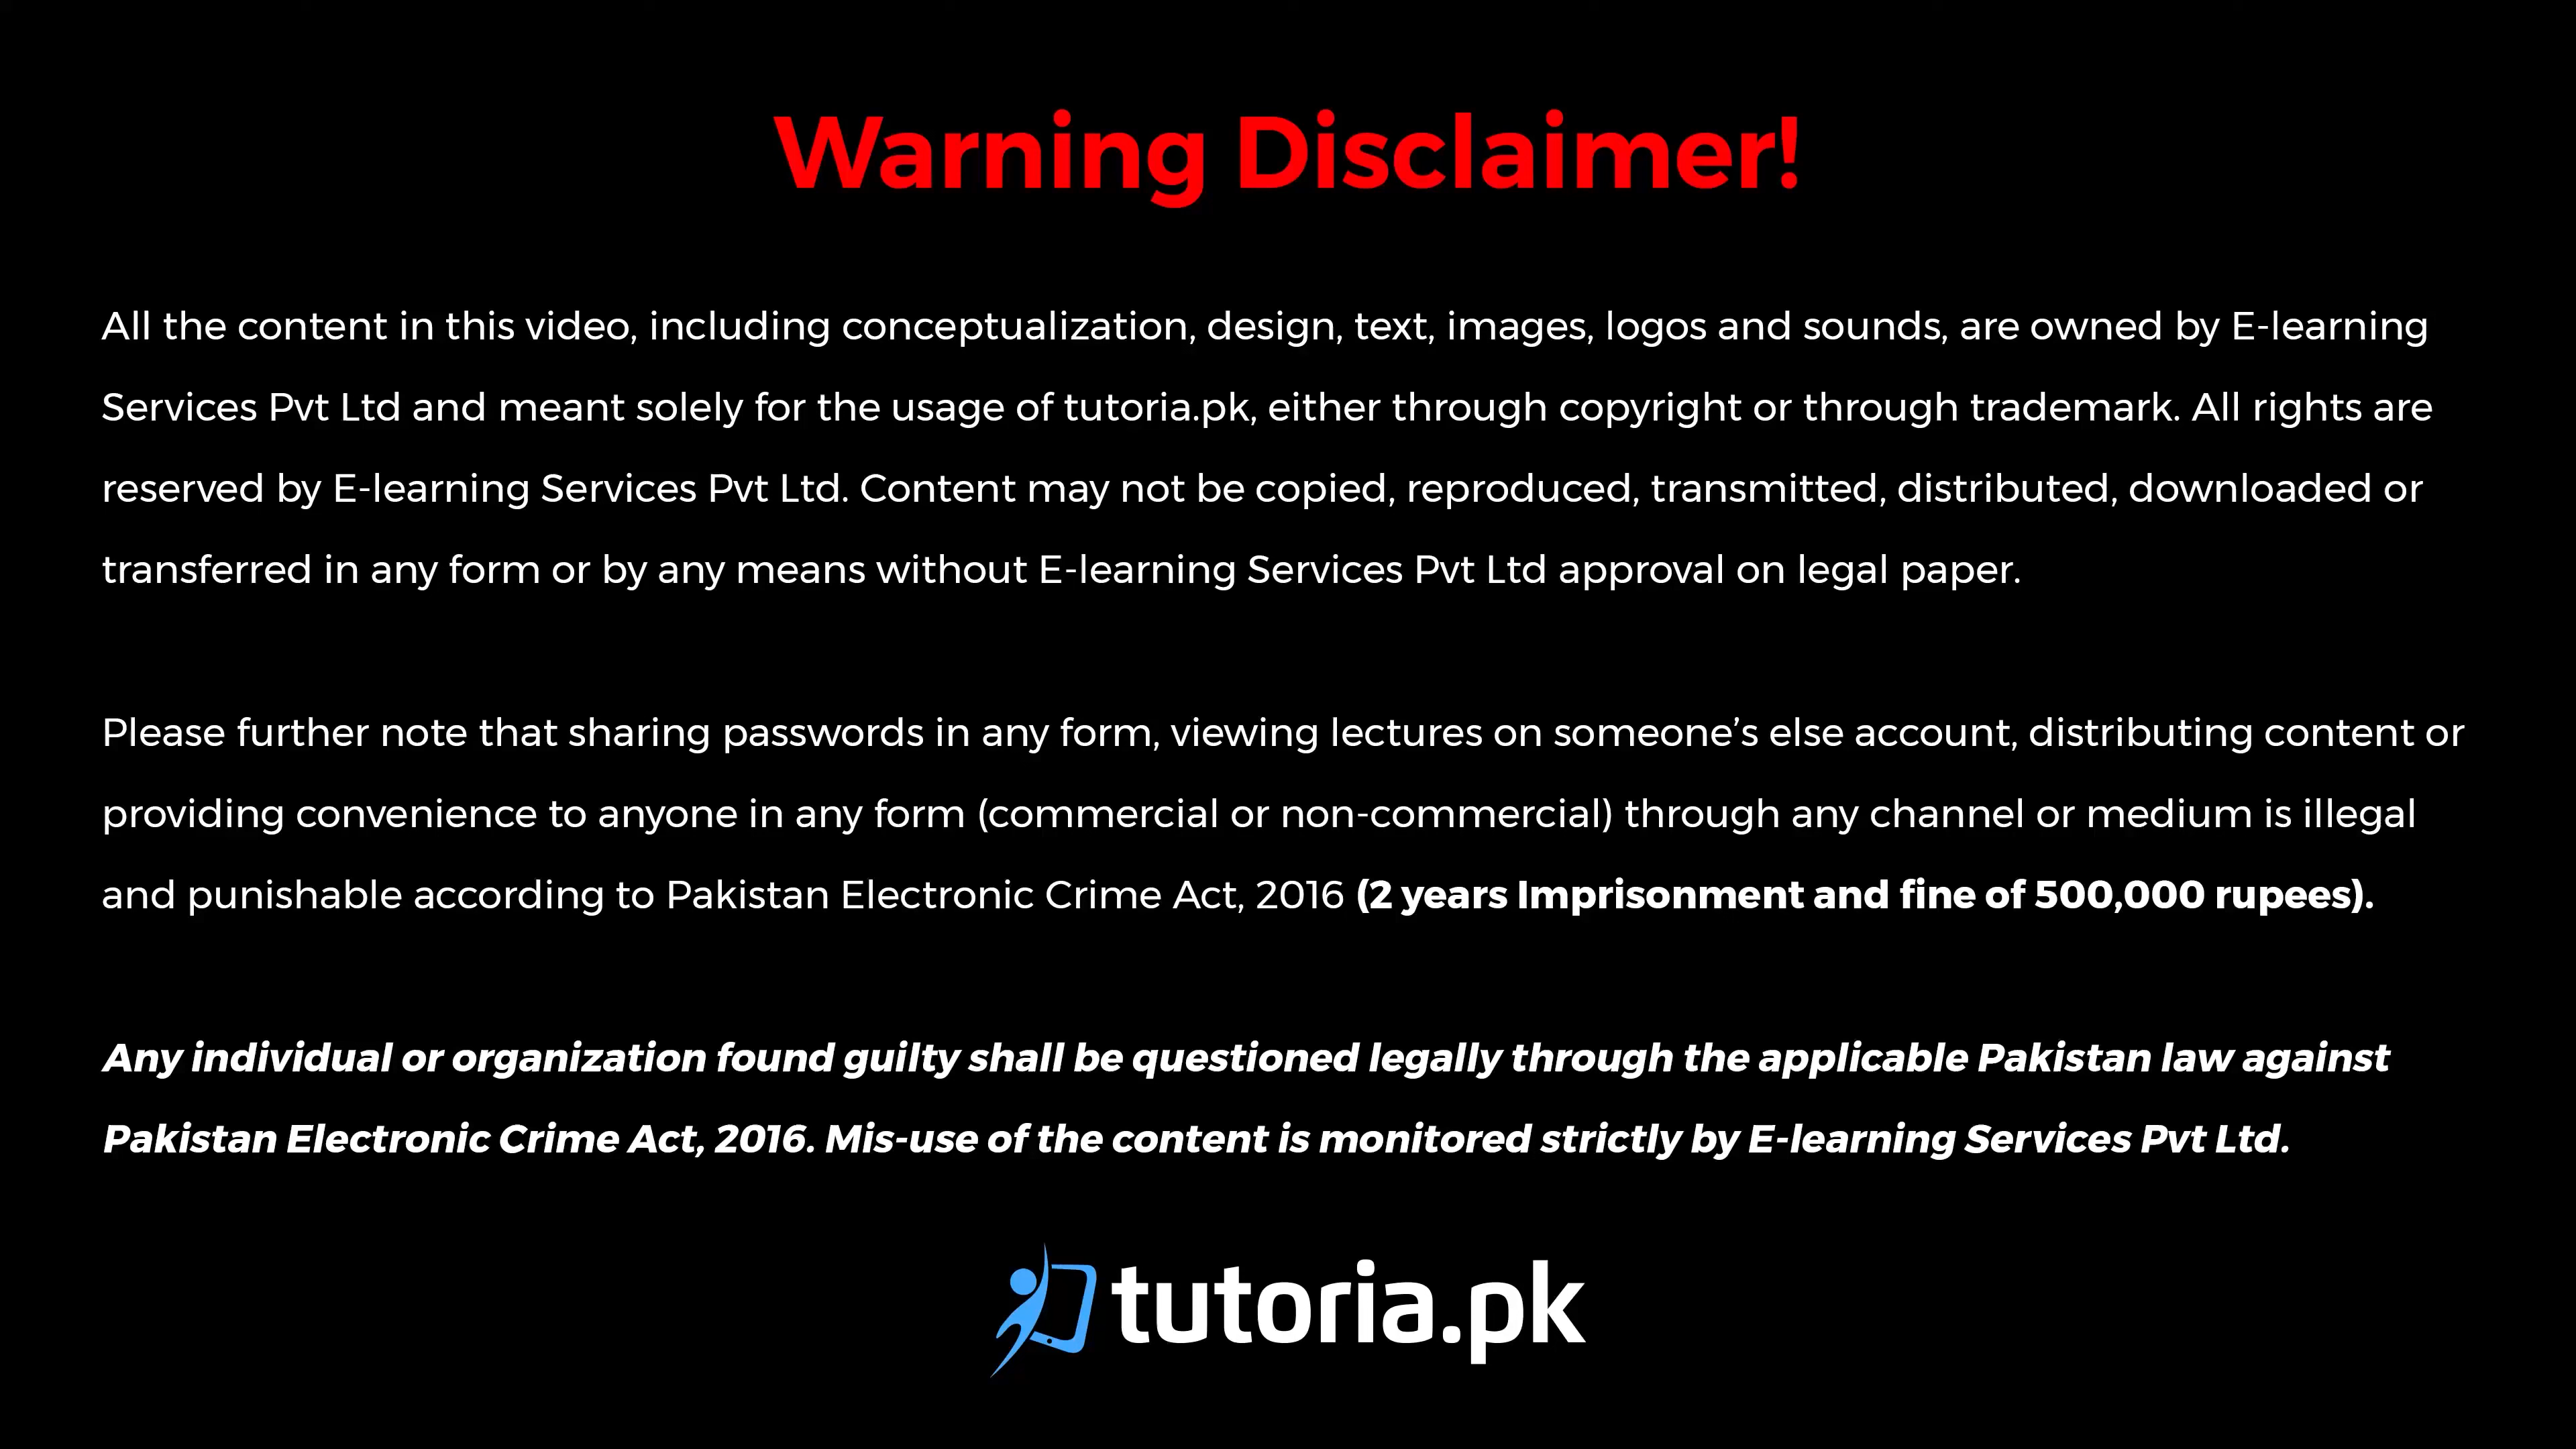 Warning Disclaimer!
All the content in this video, including conceptualization, design, text, images, logos and sounds, are owned by E-learning
Services Pvt Ltd and meant solely for the usage of tutoria.pk, either through copyright or through trademark. All rights are
reserved by E-learning Services Pvt Ltd. Content may not be copied, reproduced, transmitted, distributed, downloaded or
transferred in any form or by any means without E-learning Services Pvt Ltd approval on legal paper.
Please further note that sharing passwords in any form, viewing lectures on someone’s else account, distributing content or
providing convenience to anyone in any form (commercial or non-commercial) through any channel or medium is illegal
and punishable according to Pakistan Electronic Crime Act, 2016 (2 years Imprisonment and fine of 500,000 rupees).
Any individual or organization found guilty shall be questioned legally through the applicable Pakistan law against
Pakistan Electronic Crime Act, 2016. Mis-use of the content is monitored strictly by E-learning Services Pvt Ltd.
tutoria.pk